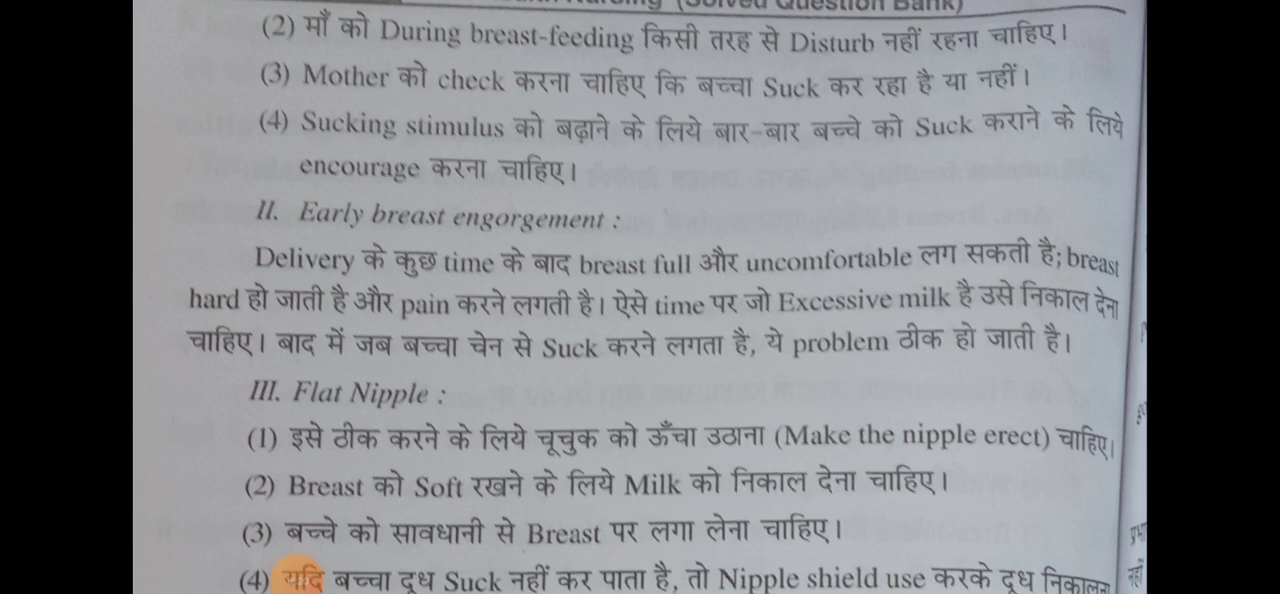 (Solved Question Bank)
(2) माँ को During breast-feeding किसी तरह से Disturb नहीं रहना चाहिए।
(3) Mother को check करना चाहिए कि बच्चा Suck कर रहा है या नहीं।
(4) Sucking stimulus को बढ़ाने के लिये बार-बार बच्चे को Suck कराने के लिये
encourage करना चाहिए।
II. Early breast engorgement :
Delivery के कुछ time के बाद breast full और uncomfortable लग सकती है; breast
hard हो जाती है और pain करने लगती है। ऐसे time पर जो Excessive milk है उसे निकाल देना
चाहिए। बाद में जब बच्चा चेन से Suck करने लगता है, ये problem ठीक हो जाती है।
III. Flat Nipple :
(1) इसे ठीक करने के लिये चूचुक को ऊँचा उठाना (Make the nipple erect) चाहिए।
(2) Breast को Soft रखने के लिये Milk को निकाल देना चाहिए।
(3) बच्चे को सावधानी से Breast पर लगा लेना चाहिए।
(4) यदि बच्चा दूध Suck नहीं कर पाता है, तो Nipple shield use करके दूध निकालना